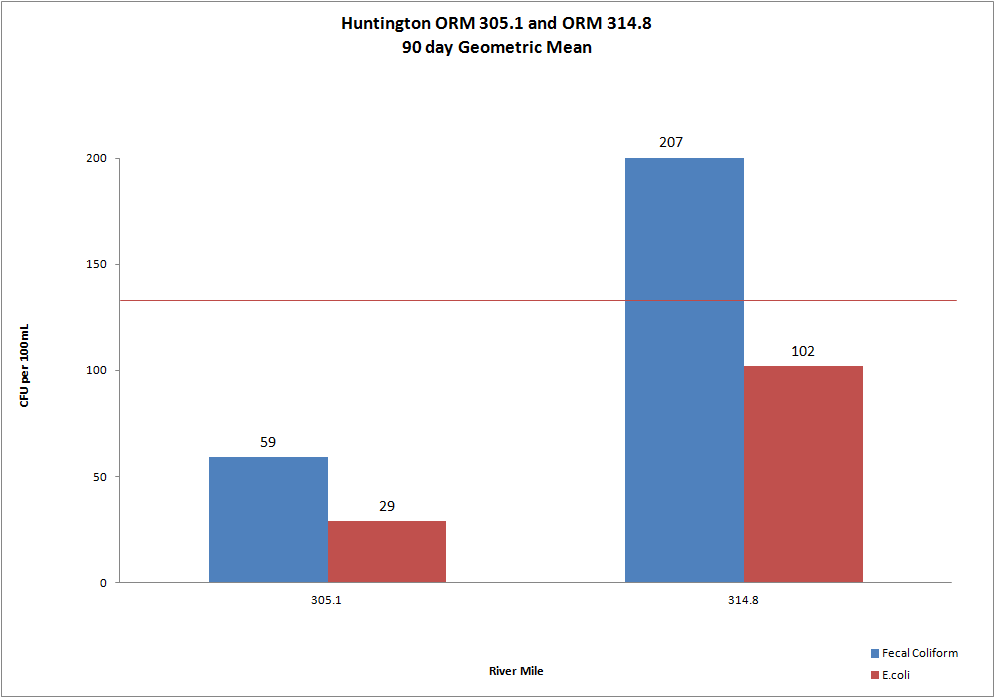 Huntington ORM 305.1 and ORM 314.8
90 day Geometric Mean
207
200
150
102
100
CFU per 100mL
59
50
29
0
305.1
314.8
Fecal Coliform
River Mile
E.coli